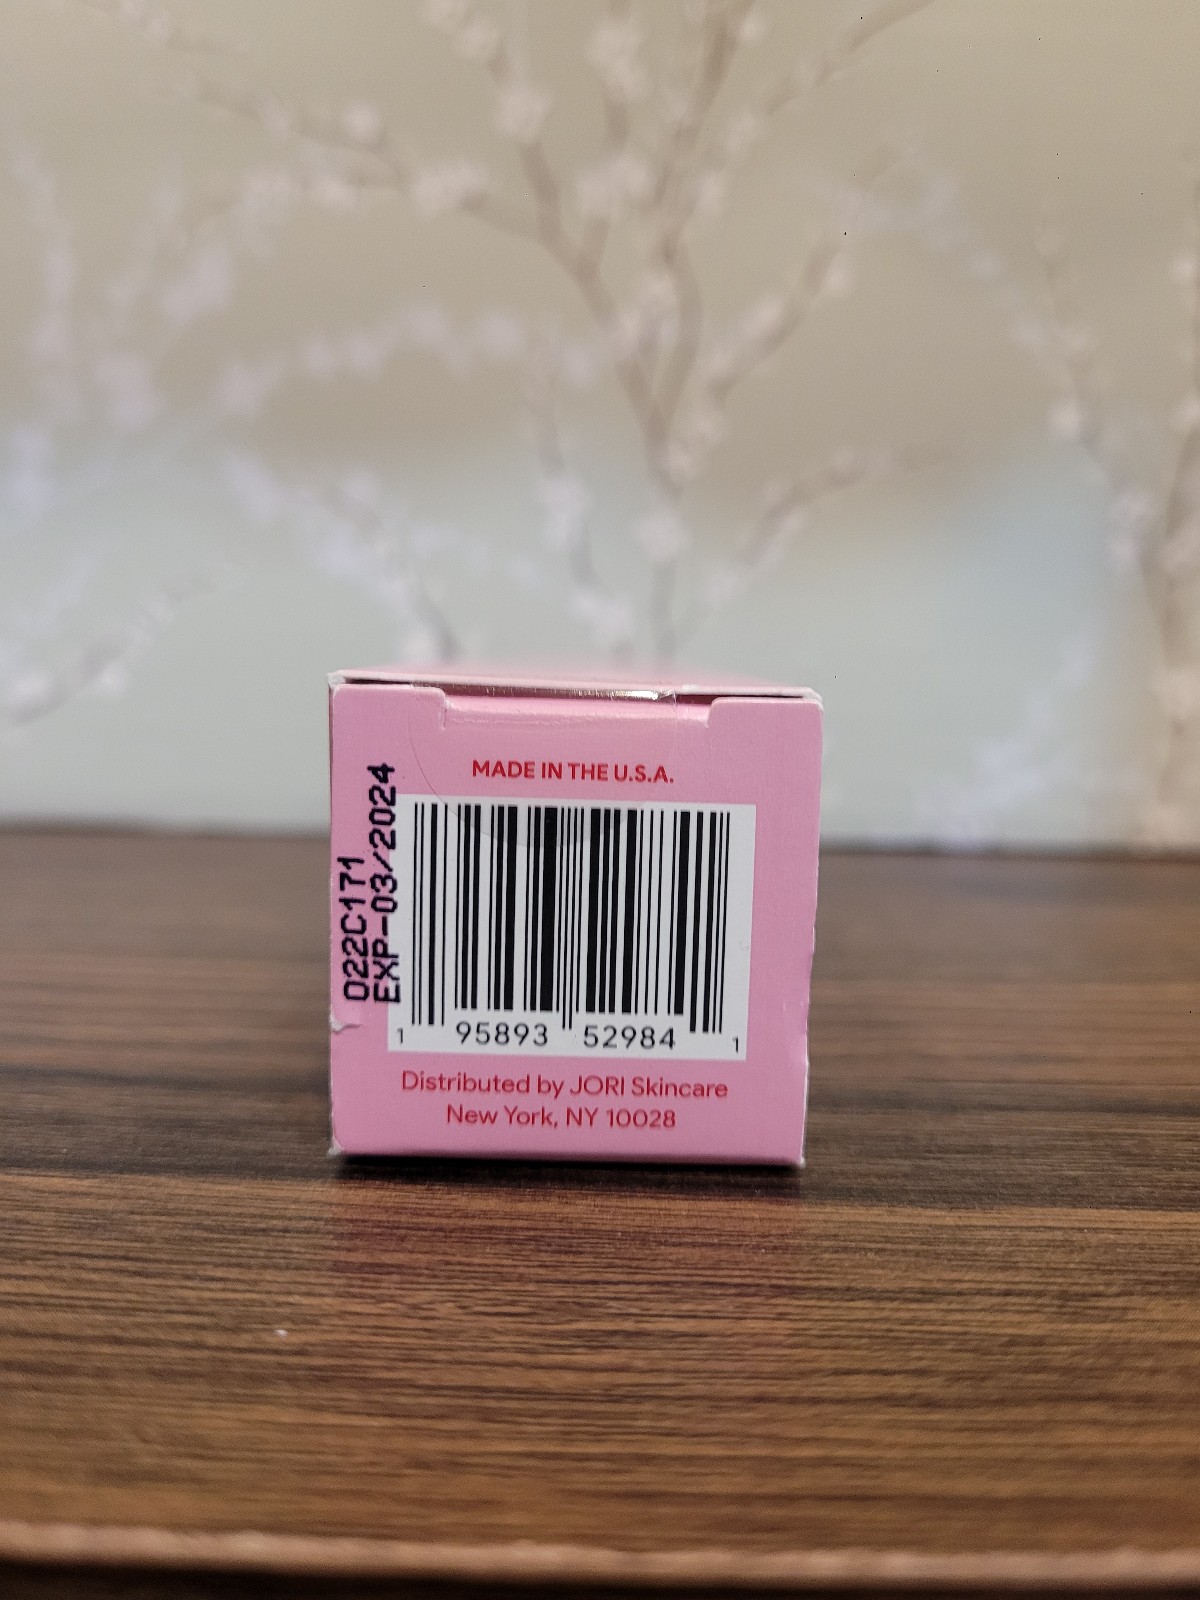 MADE IN THE U.S.A.
022C171
EXP-03/2024
1 95893 52984 1
Distributed by JORI Skincare
New York, NY 10028